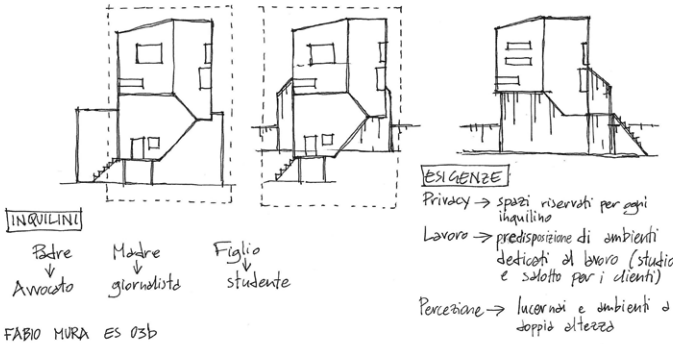 INQUILINI
Padre Madre Figlio
Avvocato giornalista studente
FABIO MURA ES 03b
ESIGENZE
Privacy → spazi riservati per ogni
inquilino
Lavoro → predisposizione di ambienti
dedicati al lavoro (studio
e salotto per i clienti)
Percezione → lucernai e ambienti a
doppia altezza